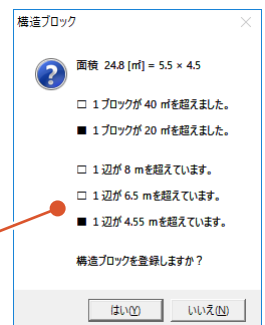 構造ブロック
面積 24.8 [㎡] = 5.5 × 4.5
□ 1ブロックが 40 ㎡を超えました。
■ 1ブロックが 20 ㎡を超えました。
□ 1辺が 8 mを超えています。
□ 1辺が 6.5 mを超えています。
■ 1辺が 4.55 mを超えています。
構造ブロックを登録しますか？
はい(Y) いいえ(N)